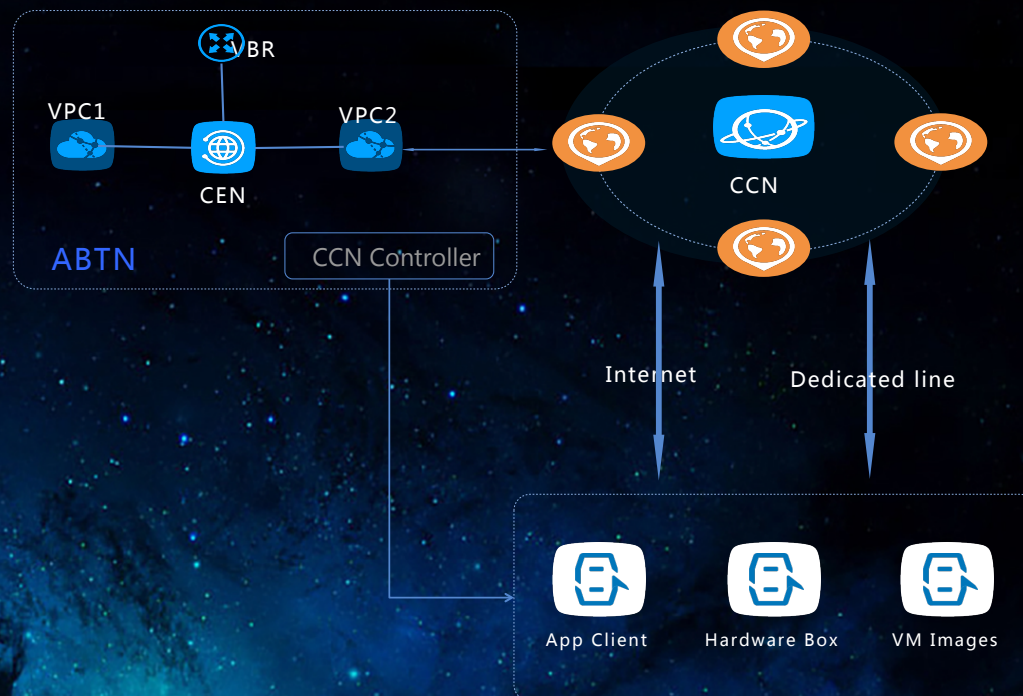 VBR
VPC1
VPC2
CEN
CCN
ABTN
CCN Controller
Internet
Dedicated line
App Client
Hardware Box
VM Images